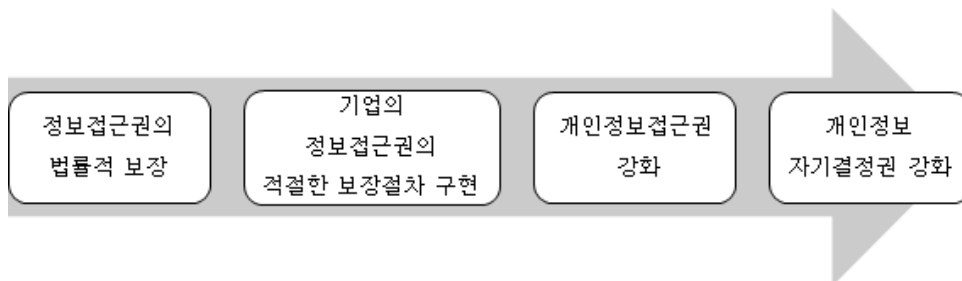 정보접근권의
법률적 보장
기업의
정보접근권의
적절한 보장절차 구현
개인정보접근권
강화
개인정보
자기결정권 강화